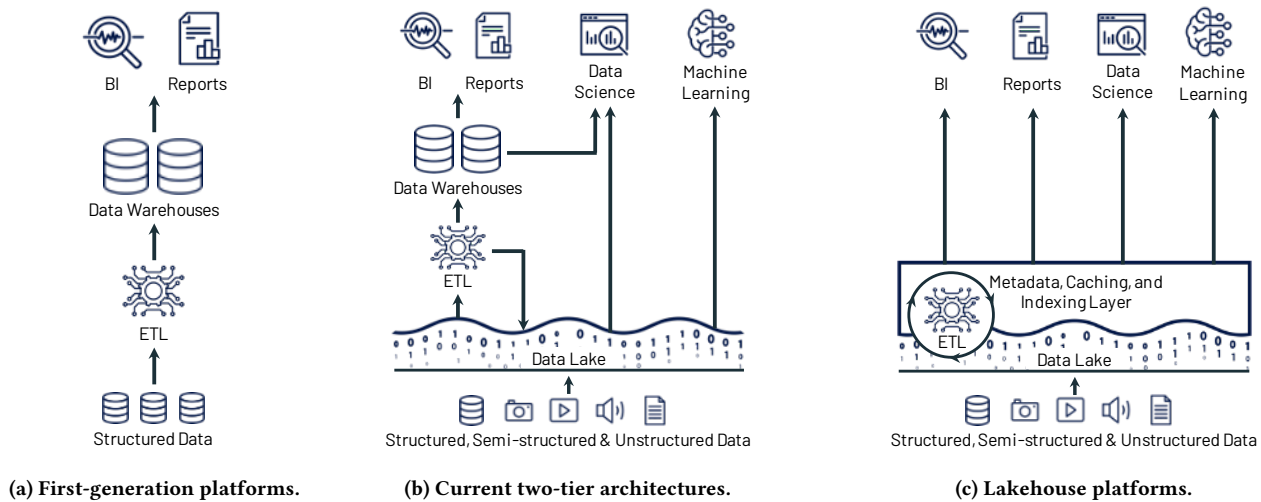 BI
Reports
Data Warehouses
ETL
Structured Data
(a) First-generation platforms.
BI
Reports
Data
Science
Machine
Learning
Data Warehouses
ETL
Data Lake
Structured, Semi-structured & Unstructured Data
(b) Current two-tier architectures.
BI
Reports
Data
Science
Machine
Learning
Metadata, Caching, and
Indexing Layer
ETL
Data Lake
Structured, Semi-structured & Unstructured Data
(c) Lakehouse platforms.